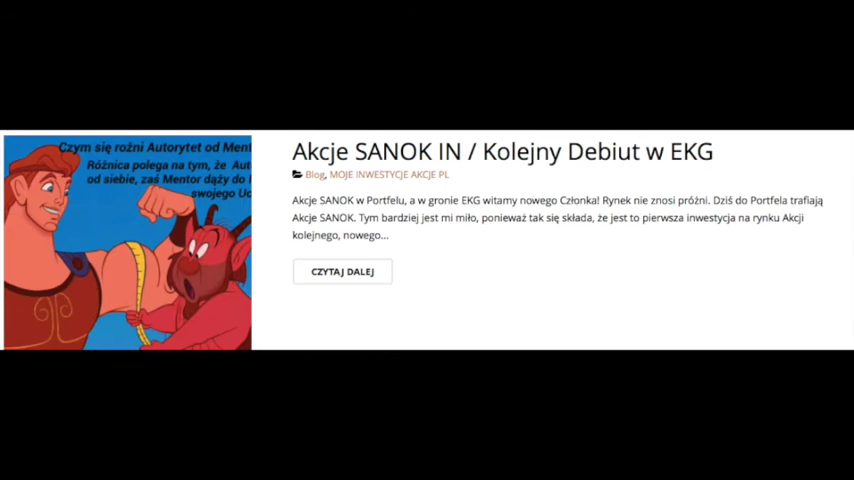 Czym się rożni Autorytet od Ment
Różnica polega na tym, że Aut
od siebie, zaś Mentor dąży do
swojego Uc
Akcje SANOK IN / Kolejny Debiut w EKG
Blog, MOJE INWESTYCJE AKCJE PL
Akcje SANOK w Portfelu, a w gronie EKG witamy nowego Członka! Rynek nie znosi próżni. Dziś do Portfela trafiają
Akcje SANOK. Tym bardziej jest mi miło, ponieważ tak się składa, że jest to pierwsza inwestycja na rynku Akcji
kolejnego, nowego...
CZYTAJ DALEJ